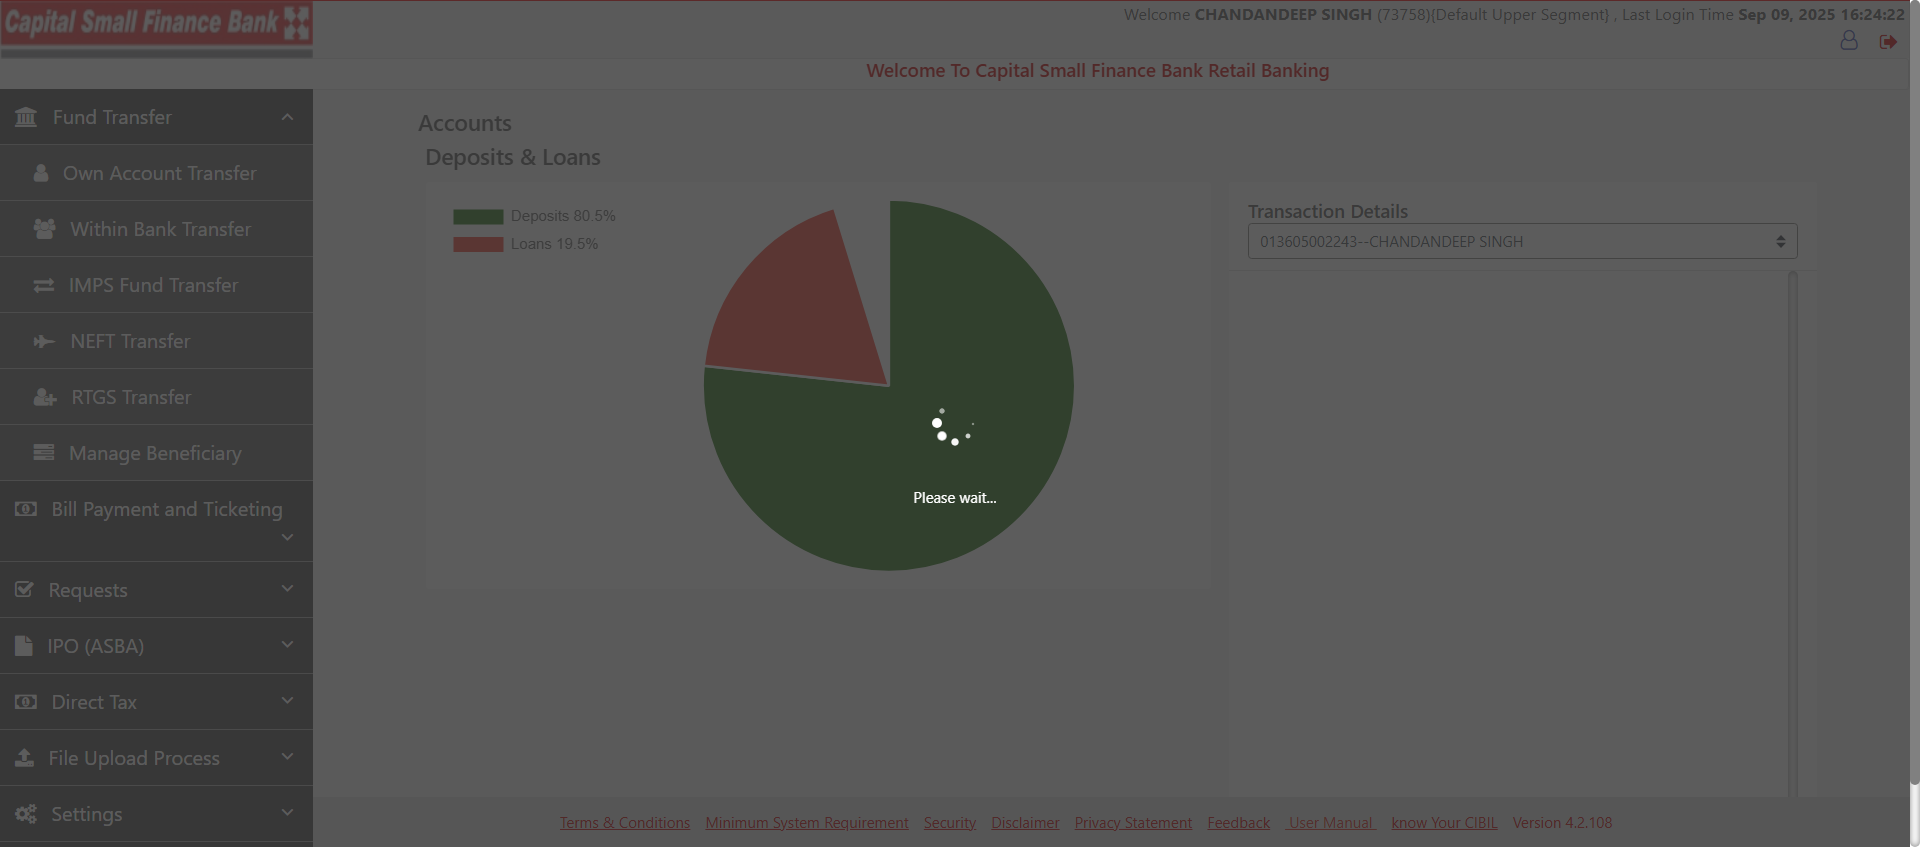 Capital Small Finance Bank
Welcome CHANDANDEEP SINGH (73758){Default Upper Segment} , Last Login Time Sep 09, 2025 16:24:22
Welcome To Capital Small Finance Bank Retail Banking
Fund Transfer
Own Account Transfer
Within Bank Transfer
IMPS Fund Transfer
NEFT Transfer
RTGS Transfer
Manage Beneficiary
Bill Payment and Ticketing
Requests
IPO (ASBA)
Direct Tax
File Upload Process
Settings
Accounts
Deposits & Loans
Deposits 80.5%
Loans 19.5%
Please wait...
Transaction Details
013605002243--CHANDANDEEP SINGH
Terms & Conditions Minimum System Requirement Security Disclaimer Privacy Statement Feedback User Manual know Your CIBIL Version 4.2.108